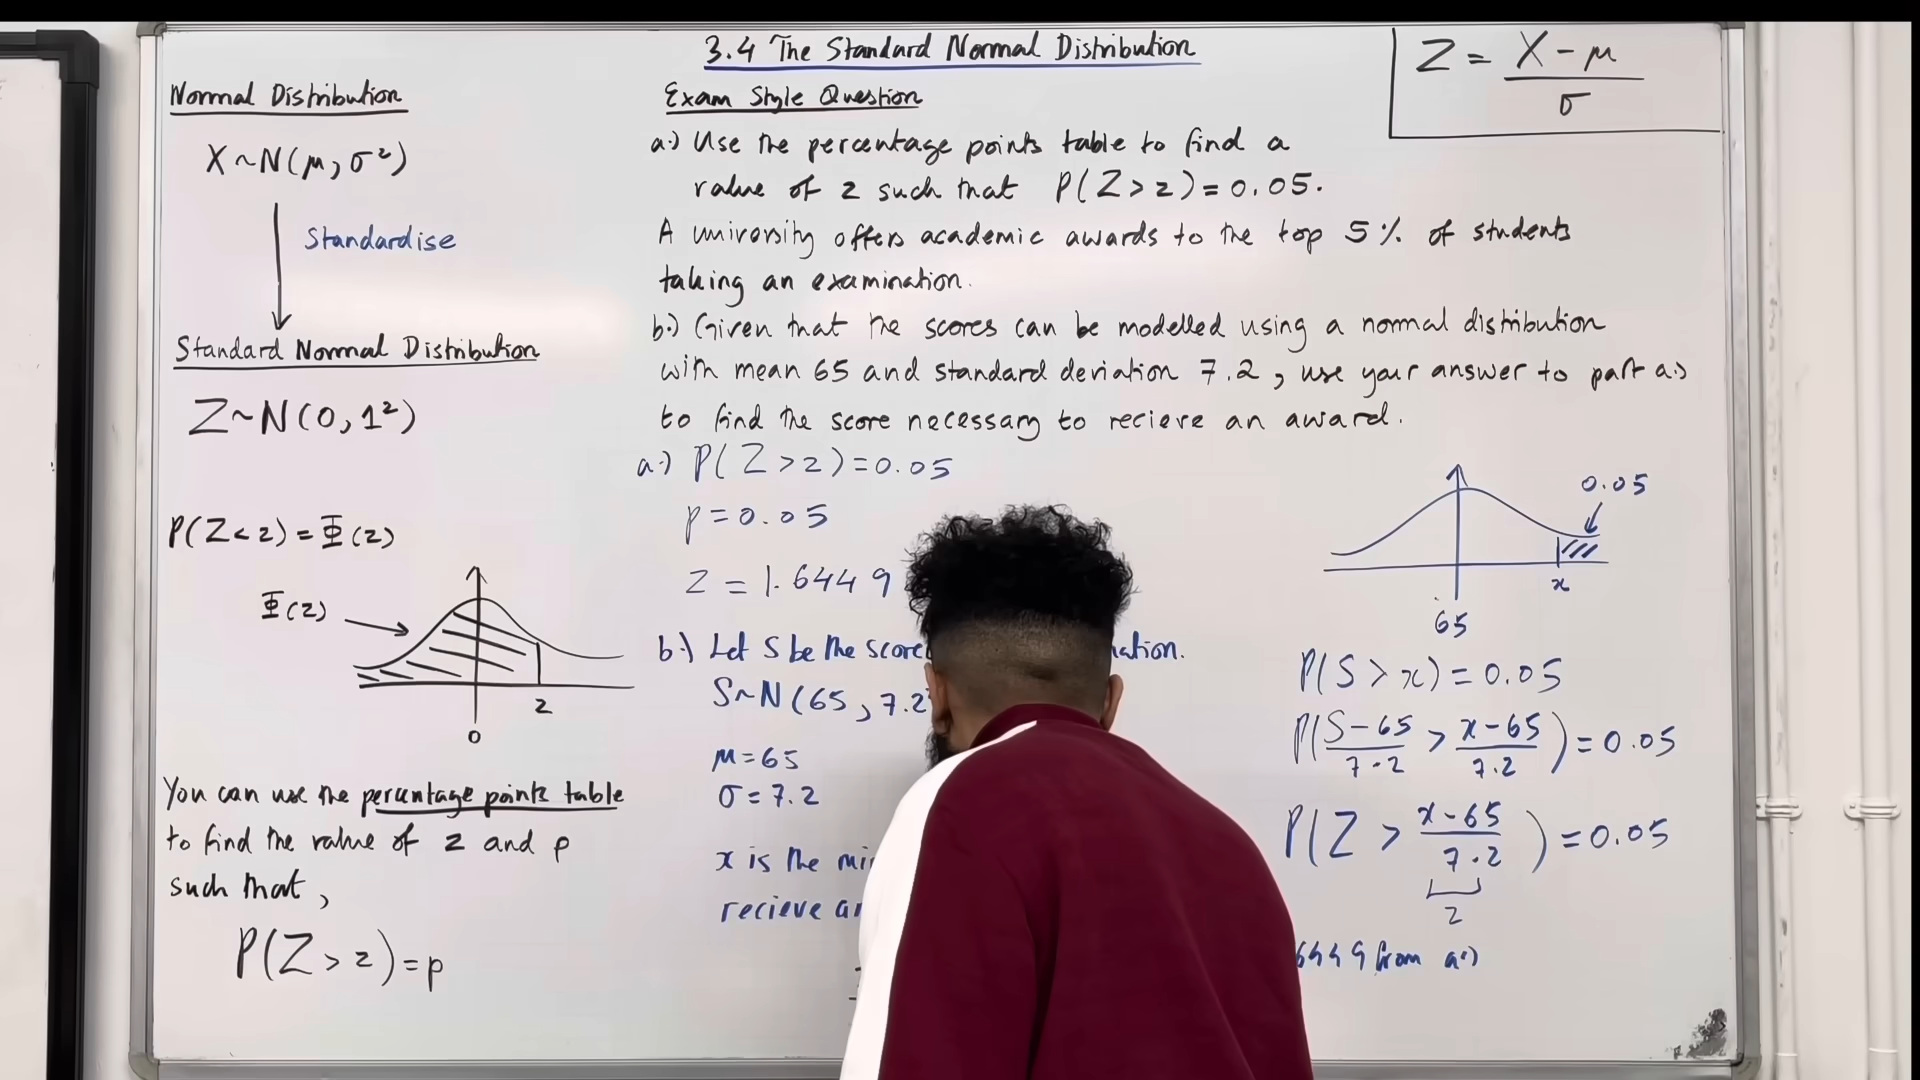 3.4 The Standard Normal Distribution
Z = X - μ
σ
Normal Distribution
X ~ N(μ, σ²)
Standardise
Standard Normal Distribution
Z ~ N(0, 1²)
P(Z < z) = Φ(z)
Φ(z)
z
0
You can use the percentage points table
to find the value of z and p
such that,
P(Z > z) = p
Exam Style Question
a.) Use the percentage points table to find a
value of z such that P(Z > z) = 0.05.
A university offers academic awards to the top 5% of students
taking an examination.
b.) Given that the scores can be modelled using a normal distribution
with mean 65 and standard deviation 7.2, use your answer to part a.)
to find the score necessary to recieve an award.
a.) P(Z > z) = 0.05
p = 0.05
z = 1.6449
b.) Let S be the score
S ~ N(65, 7.2
μ = 65
σ = 7.2
x is the
recieve
0.05
x
65
P(S > x) = 0.05
P(S-65/7.2 > x-65/7.2) = 0.05
P(Z > x-65/7.2) = 0.05
z
6449 from a.)